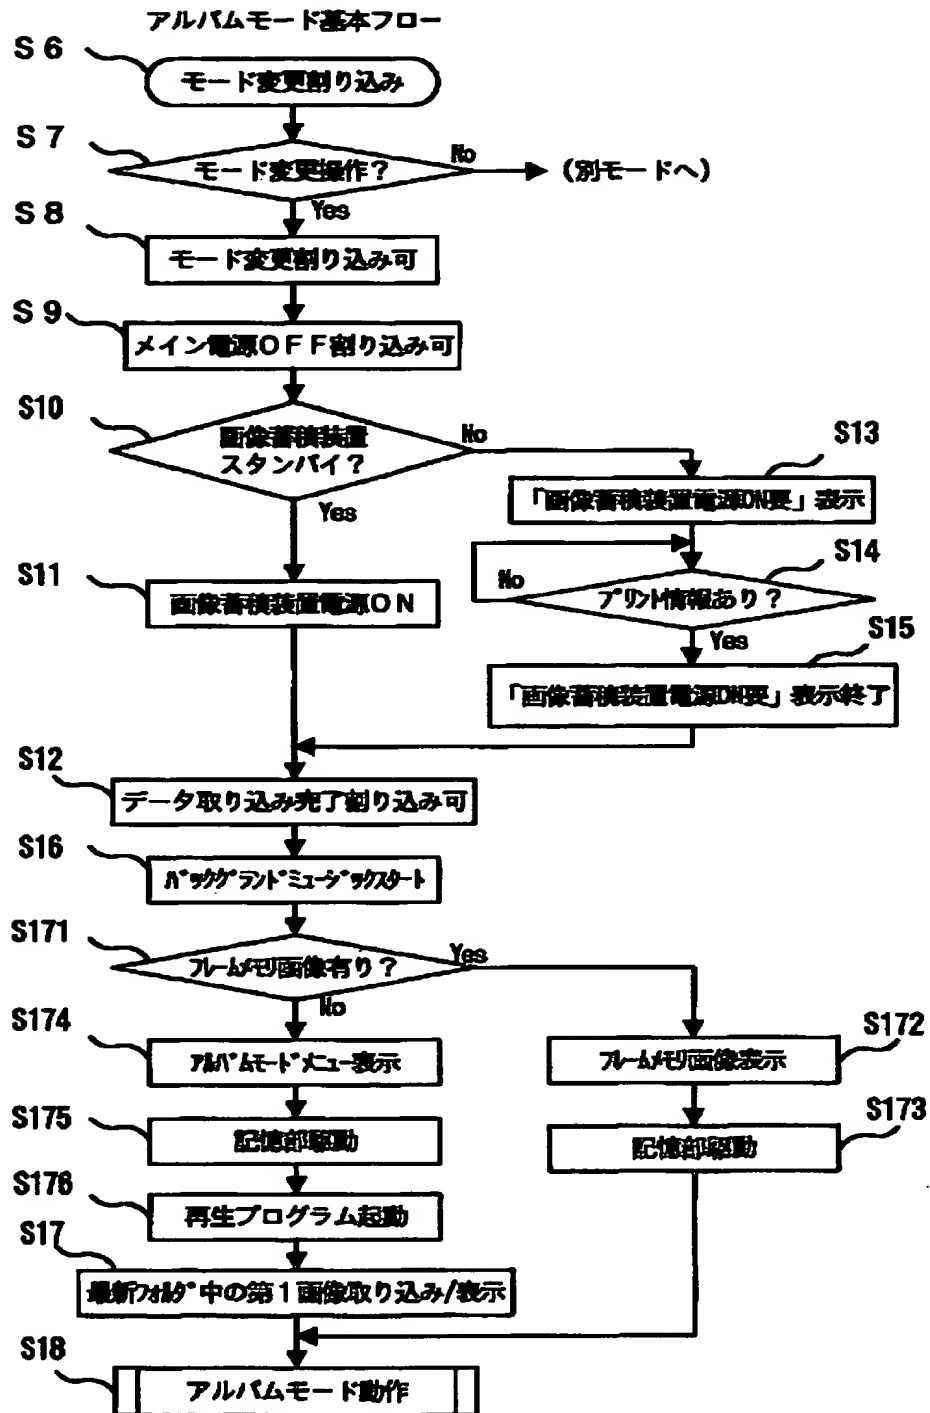 アルバムモード基本フロー
S6
モード変更割り込み
S7
モード変更操作?
No
(別モードへ)
Yes
S8
モード変更割り込み可
S9
メイン電源OFF割り込み可
S10
画像蓄積装置
スタンバイ?
No
Yes
S13
「画像蓄積装置電源ON要」表示
S14
プリント情報あり?
No
Yes
S11
画像蓄積装置電源ON
S15
「画像蓄積装置電源ON要」表示終了
S12
データ取り込み完了割り込み可
S16
バックグランドミュージックスタート
S171
フレームメモリ画像有り?
Yes
No
S174
アルバムモードメニュー表示
S172
フレームメモリ画像表示
S175
記憶部駆動
S173
記憶部駆動
S176
再生プログラム起動
S17
最新フォルダ中の第1画像取り込み/表示
S18
アルバムモード動作